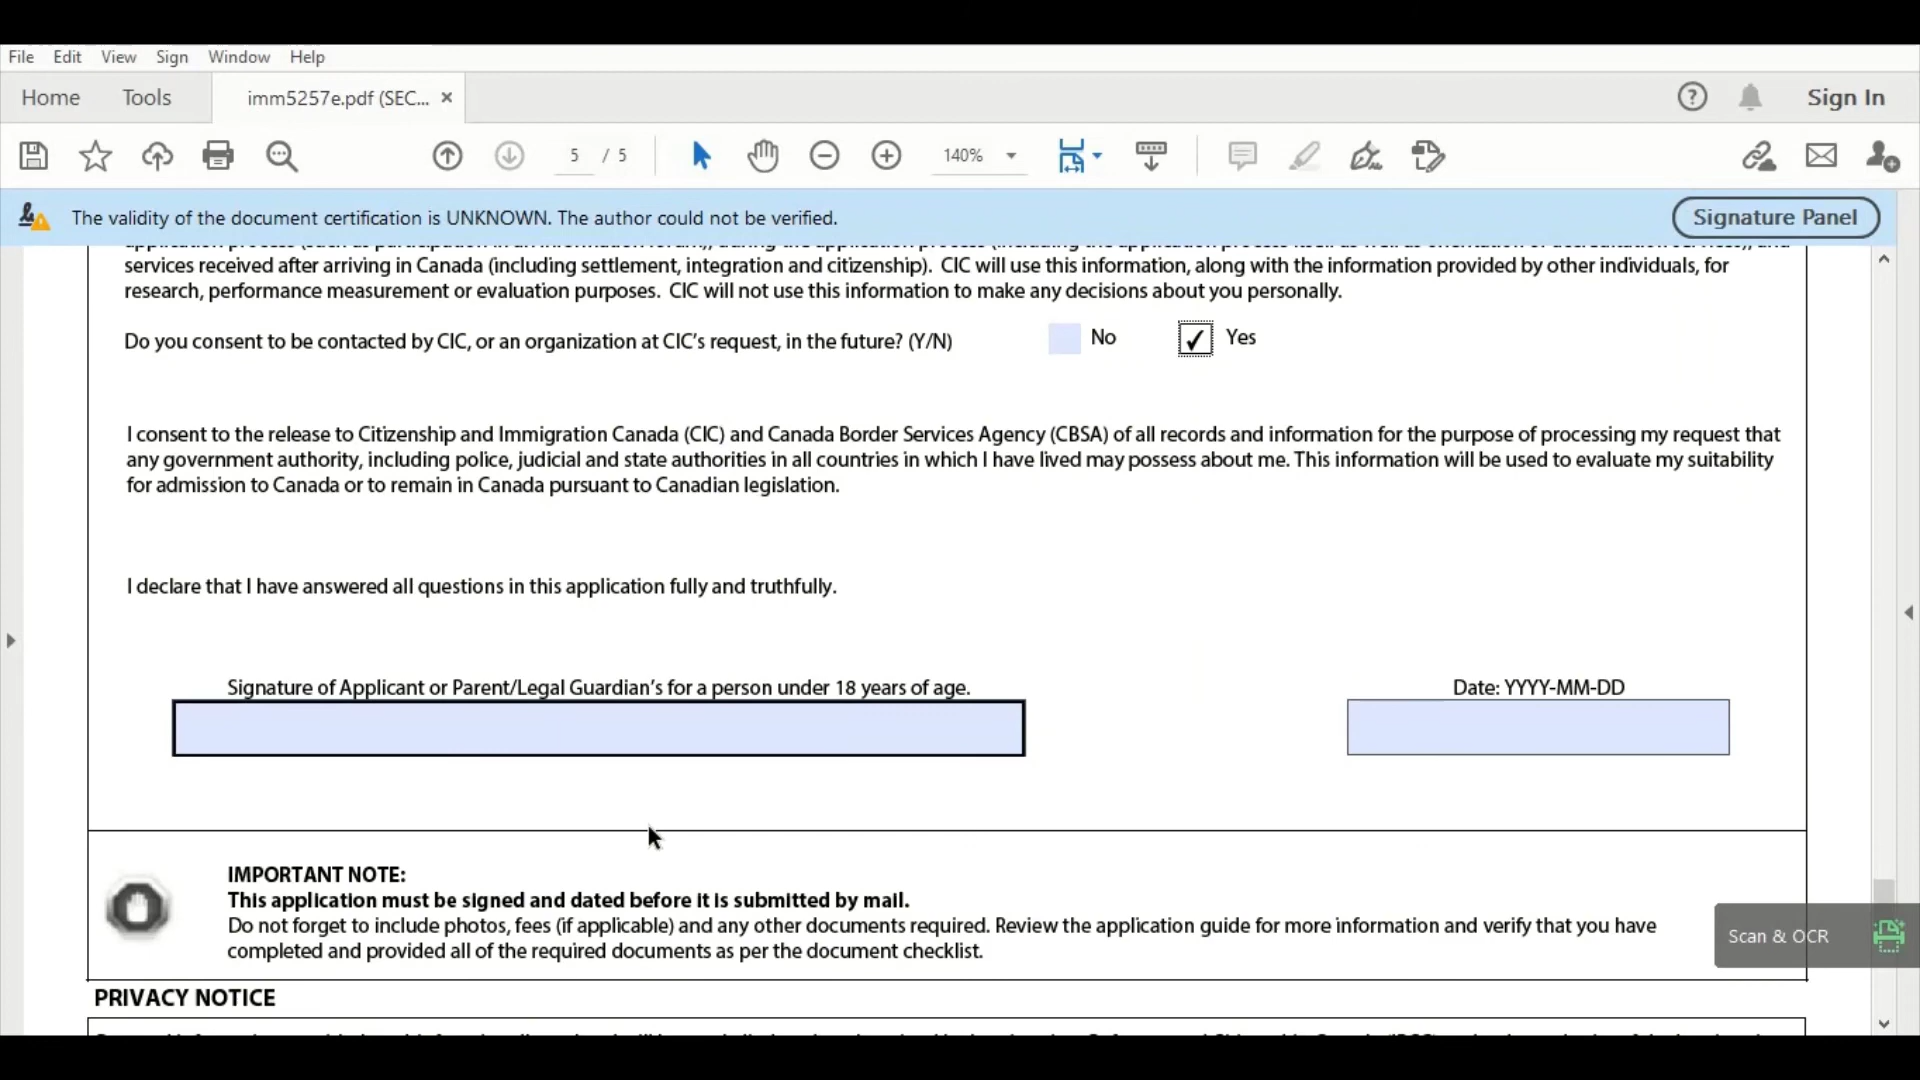 File Edit View Sign Window Help
Home Tools imm5257e.pdf (SEC... × Sign In
5 / 5 140%
The validity of the document certification is UNKNOWN. The author could not be verified. Signature Panel
services received after arriving in Canada (including settlement, integration and citizenship). CIC will use this information, along with the information provided by other individuals, for
research, performance measurement or evaluation purposes. CIC will not use this information to make any decisions about you personally.
Do you consent to be contacted by CIC, or an organization at CIC's request, in the future? (Y/N) No ✓ Yes
I consent to the release to Citizenship and Immigration Canada (CIC) and Canada Border Services Agency (CBSA) of all records and information for the purpose of processing my request that
any government authority, including police, judicial and state authorities in all countries in which I have lived may possess about me. This information will be used to evaluate my suitability
for admission to Canada or to remain in Canada pursuant to Canadian legislation.
I declare that I have answered all questions in this application fully and truthfully.
Signature of Applicant or Parent/Legal Guardian's for a person under 18 years of age. Date: YYYY-MM-DD
IMPORTANT NOTE:
This application must be signed and dated before it is submitted by mail.
Do not forget to include photos, fees (if applicable) and any other documents required. Review the application guide for more information and verify that you have
completed and provided all of the required documents as per the document checklist.
Scan & OCR
PRIVACY NOTICE